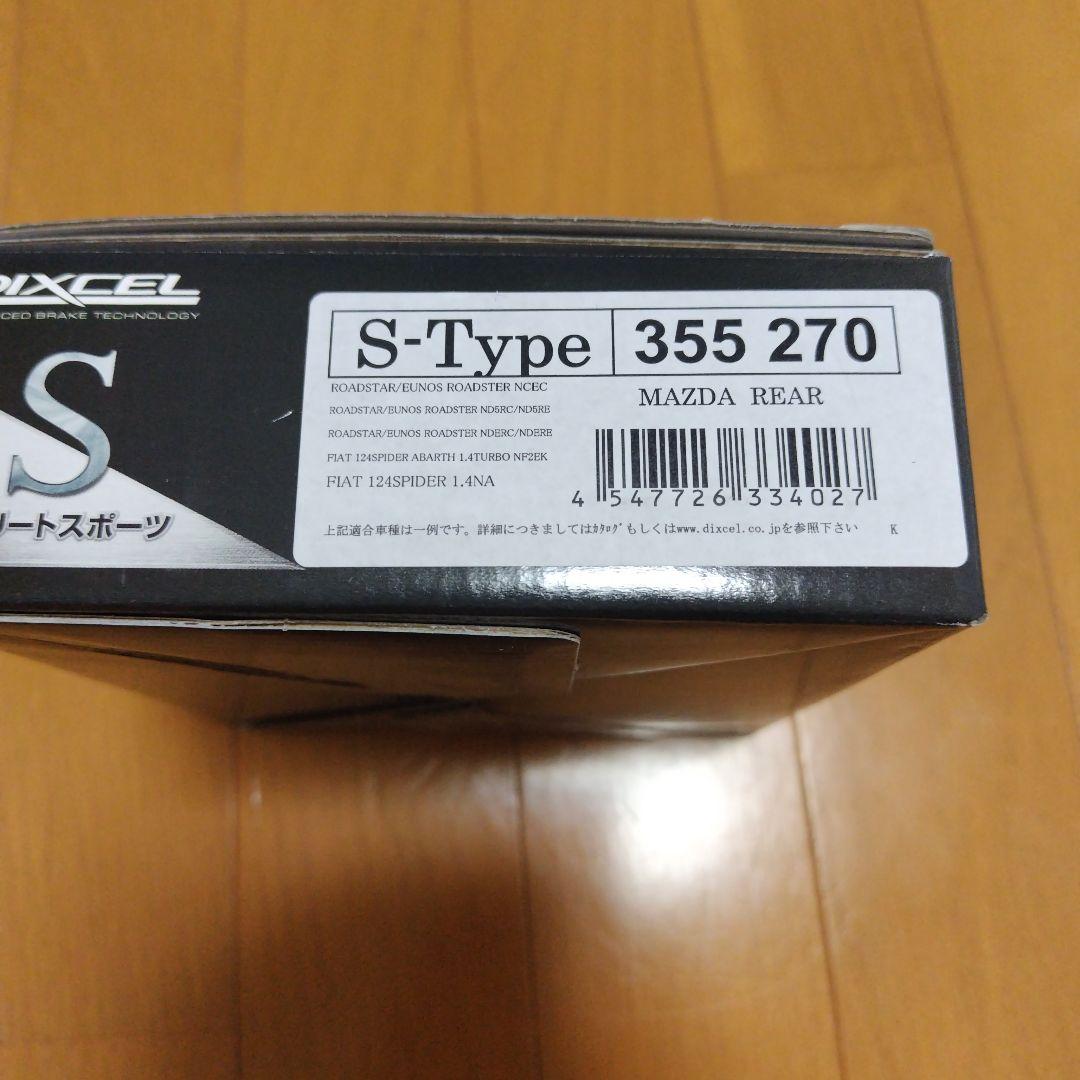 DIXCEL
CED BRAKE TECHNOLOGY
S
リートスポーツ
S-Type 355 270
ROADSTAR/EUNOS ROADSTER NCEC
ROADSTAR/EUNOS ROADSTER ND5RC/ND5RE
ROADSTAR/EUNOS ROADSTER NDERC/NDERE
FIAT 124SPIDER ABARTH 1.4TURBO NF2EK
FIAT 124SPIDER 1.4NA
MAZDA REAR
4 547726 334027
上記適合車種は一例です。詳細につきましてはｶﾀﾛｸﾞもしくはwww.dixcel.co.jpを参照下さい K